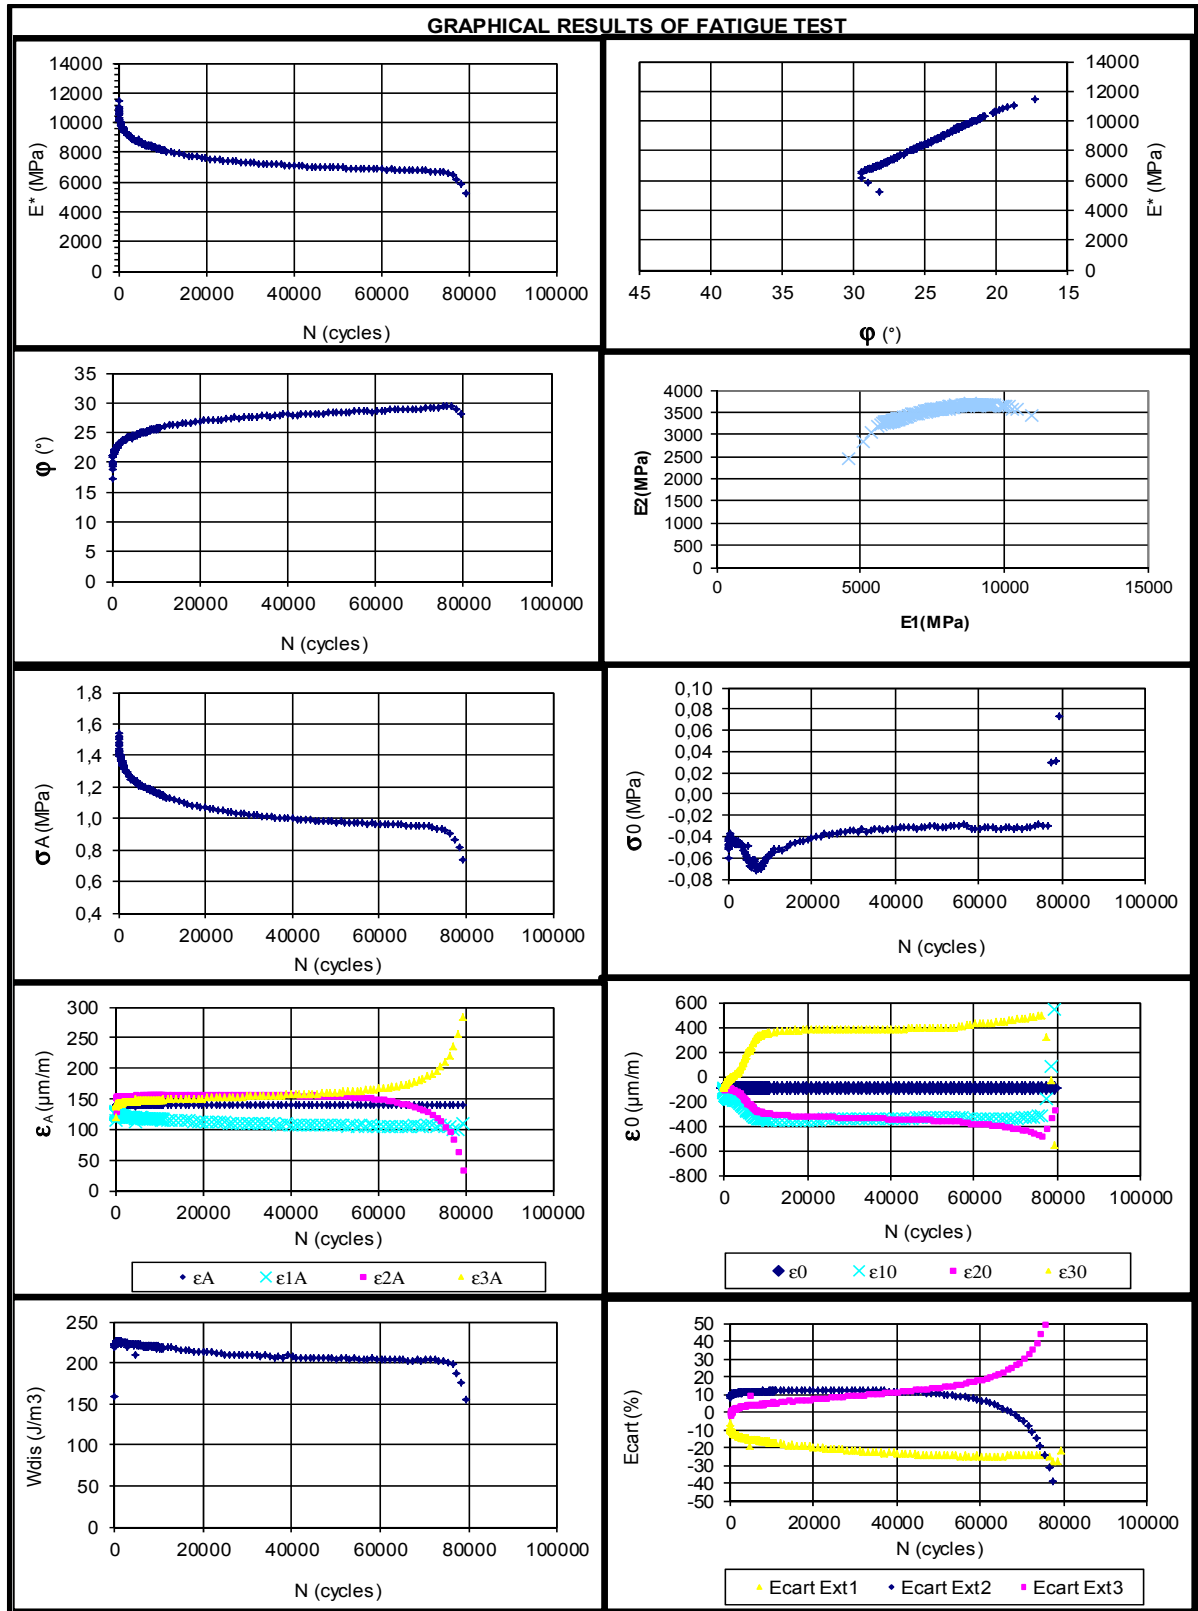 GRAPHICAL RESULTS OF FATIGUE TEST
14000
12000
10000
8000
6000
4000
2000
0
E* (MPa)
0 20000 40000 60000 80000 100000
N (cycles)
14000
12000
10000
8000
6000
4000
2000
0
E* (MPa)
45 40 35 30 25 20 15
φ (°)
35
30
25
20
15
10
5
0
φ (°)
0 20000 40000 60000 80000 100000
N (cycles)
4000
3500
3000
2500
2000
1500
1000
500
0
E2(MPa)
0 5000 10000 15000
E1(MPa)
1,8
1,6
1,4
1,2
1,0
0,8
0,6
0,4
σA (MPa)
0 20000 40000 60000 80000 100000
N (cycles)
0,10
0,08
0,06
0,04
0,02
0,00
-0,02
-0,04
-0,06
-0,08
σ0 (MPa)
0 20000 40000 60000 80000 100000
N (cycles)
300
250
200
150
100
50
0
εA (µm/m)
0 20000 40000 60000 80000 100000
N (cycles)
εA ε1A ε2A ε3A
600
400
200
0
-200
-400
-600
-800
ε0 (µm/m)
0 20000 40000 60000 80000 100000
N (cycles)
ε0 ε10 ε20 ε30
250
200
150
100
50
0
Wdis (J/m3)
0 20000 40000 60000 80000 100000
N (cycles)
50
40
30
20
10
0
-10
-20
-30
-40
-50
Ecart (%)
0 20000 40000 60000 80000 100000
N (cycles)
Ecart Ext1 Ecart Ext2 Ecart Ext3